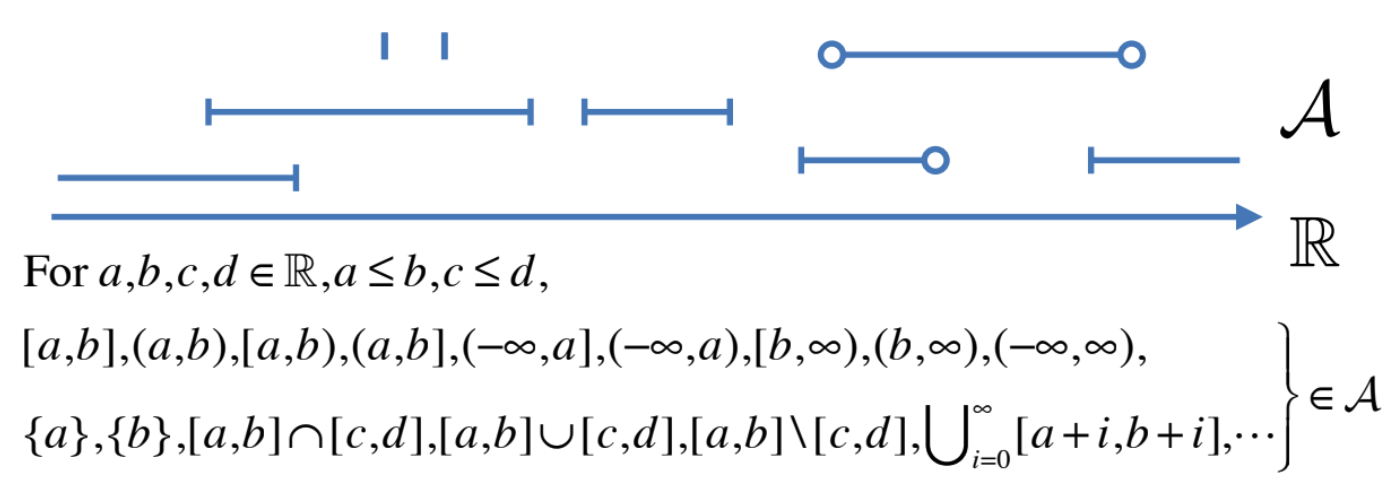 𝒜
ℝ
For a,b,c,d ∈ ℝ,a ≤ b,c ≤ d,
[a,b],(a,b),[a,b),(a,b],(−∞,a],(−∞,a),[b,∞),(b,∞),(−∞,∞),
{a},{b},[a,b]∩[c,d],[a,b]∪[c,d],[a,b]\[c,d],⋃_{i=0}^{∞}[a+i,b+i],⋯} ∈ 𝒜